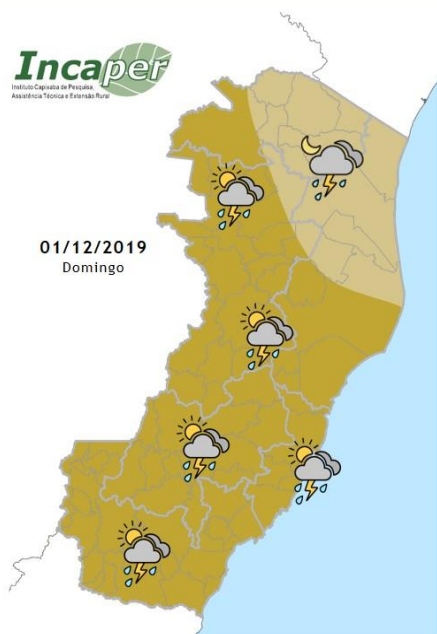 Incaper
Instituto Capixaba de Pesquisa,
Assistência Técnica e Extensão Rural
01/12/2019
Domingo